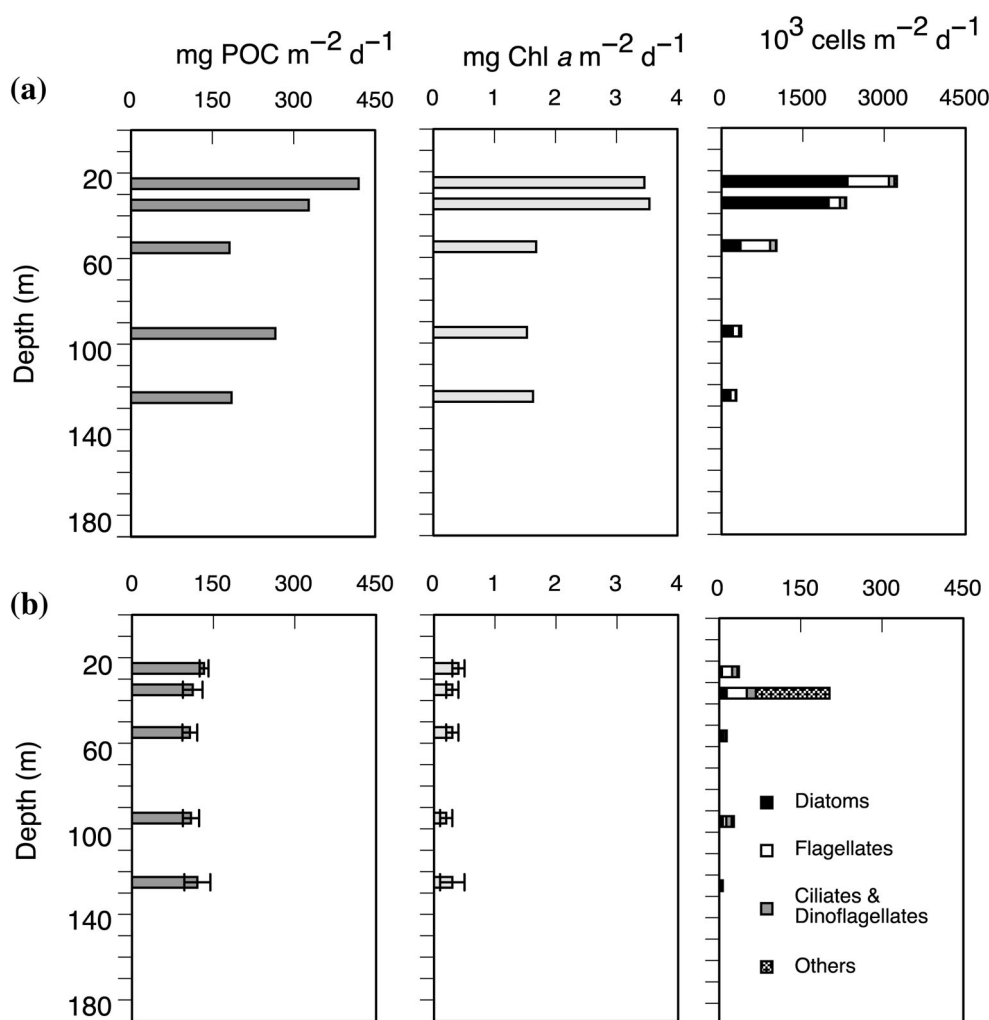 mg POC m−2 d−1
mg Chl a m−2 d−1
10³ cells m−2 d−1
(a)
0 150 300 450
0 1 2 3 4
0 1500 3000 4500
20
60
100
140
180
Depth (m)
(b)
0 150 300 450
0 1 2 3 4
0 150 300 450
20
60
100
140
180
Depth (m)
Diatoms
Flagellates
Ciliates &
Dinoflagellates
Others